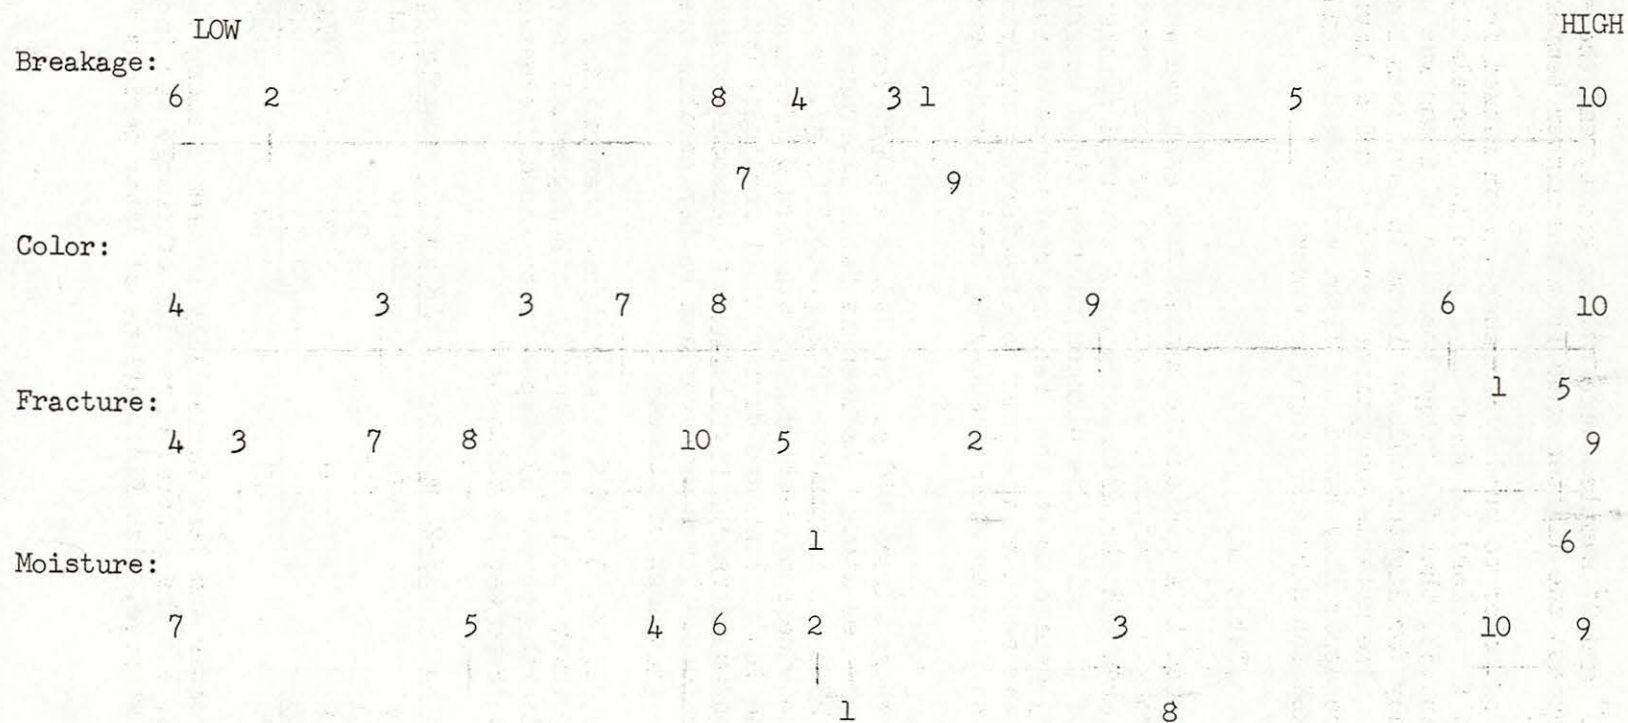 LOW HIGH
Breakage:
6 2 8 4 3 1 5 10
7 9
Color:
4 3 3 7 8 9 6 10
1 5
Fracture:
4 3 7 8 10 5 2 9
1 6
Moisture:
7 5 4 6 2 3 10 9
1 8